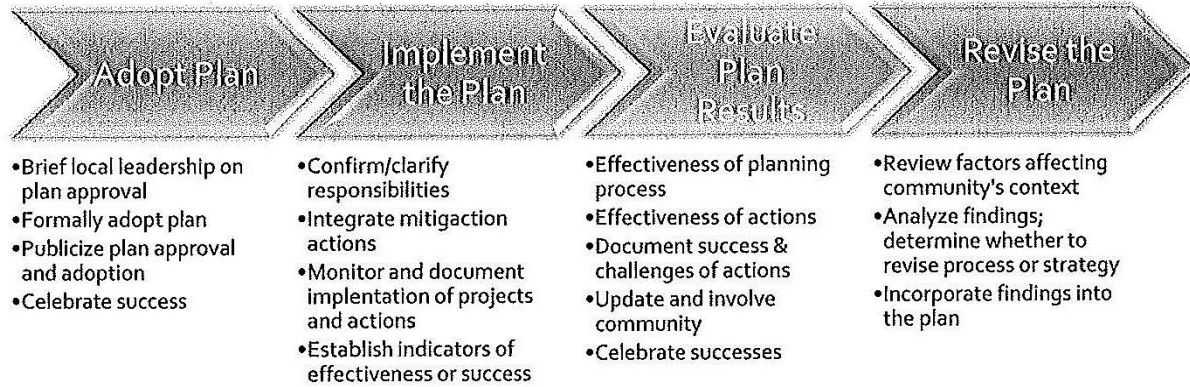 Adopt Plan
Implement
the Plan
Evaluate
Plan
Results
Revise the
Plan
•Brief local leadership on
plan approval
•Formally adopt plan
•Publicize plan approval
and adoption
•Celebrate success
•Confirm/clarify
responsibilities
•Integrate mitigaction
actions
•Monitor and document
implentation of projects
and actions
•Establish indicators of
effectiveness or success
•Effectiveness of planning
process
•Effectiveness of actions
•Document success &
challenges of actions
•Update and involve
community
•Celebrate successes
•Review factors affecting
community's context
•Analyze findings;
determine whether to
revise process or strategy
•Incorporate findings into
the plan